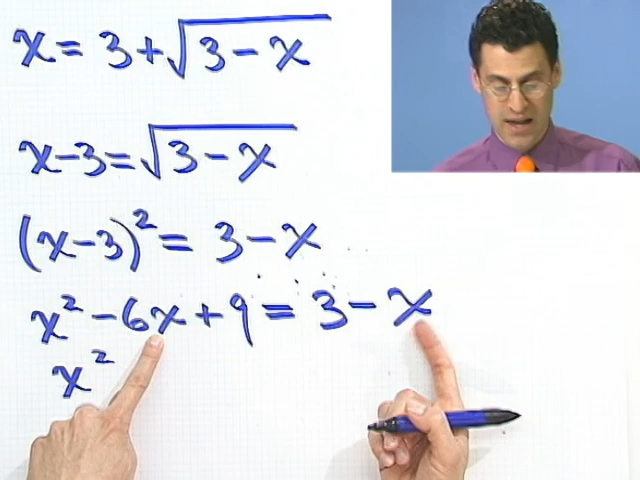 x = 3 + √(3 - x)
x - 3 = √(3 - x)
(x - 3)² = 3 - x
x² - 6x + 9 = 3 - x
x²